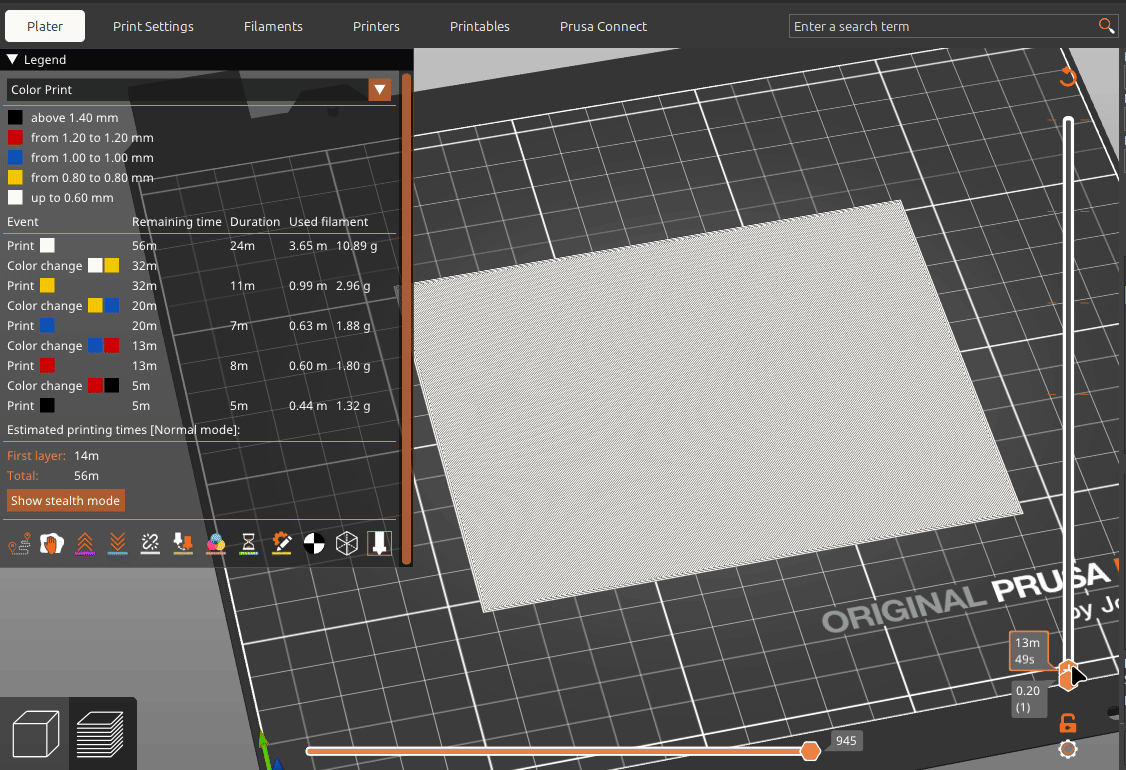 Plater Print Settings Filaments Printers Printables Prusa Connect Enter a search term
Legend
Color Print
above 1.40 mm
from 1.20 to 1.20 mm
from 1.00 to 1.00 mm
from 0.80 to 0.80 mm
up to 0.60 mm
Event Remaining time Duration Used filament
Print 56m 24m 3.65 m 10.89 g
Color change 32m
Print 32m 11m 0.99 m 2.96 g
Color change 20m
Print 20m 7m 0.63 m 1.88 g
Color change 13m
Print 13m 8m 0.60 m 1.80 g
Color change 5m
Print 5m 5m 0.44 m 1.32 g
Estimated printing times [Normal mode]:
First layer: 14m
Total: 56m
Show stealth mode
ORIGINAL PRUSA
by
13m
49s
0.20
(1)
945